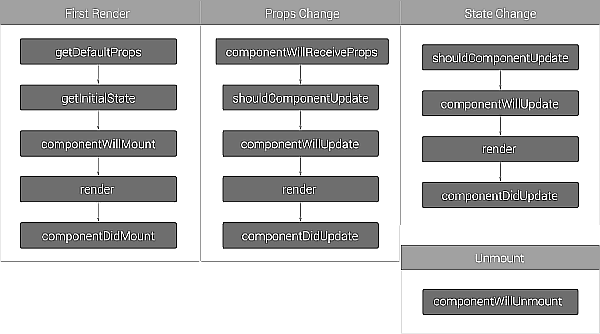 First Render
getDefaultProps
getInitialState
componentWillMount
render
componentDidMount
Props Change
componentWillReceiveProps
shouldComponentUpdate
componentWillUpdate
render
componentDidUpdate
State Change
shouldComponentUpdate
componentWillUpdate
render
componentDidUpdate
Unmount
componentWillUnmount